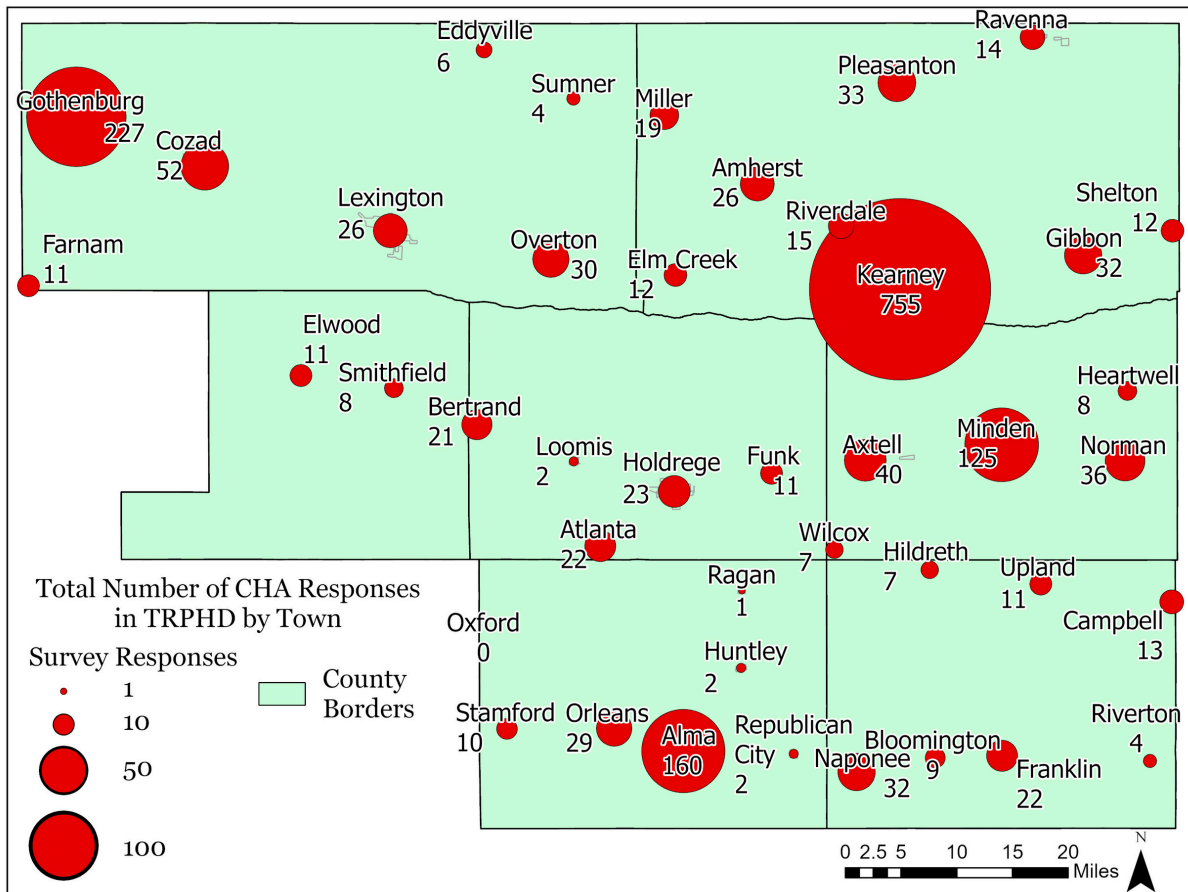 Ravenna
14
Eddyville
6
Pleasanton
33
Sumner
4
Miller
19
Gothenburg
227
Cozad
52
Amherst
26
Lexington
26
Shelton
12
Riverdale
15
Farnam
11
Overton
30
Elm Creek
12
Gibbon
32
Kearney
755
Elwood
11
Smithfield
8
Heartwell
8
Bertrand
21
Loomis
2
Holdrege
23
Funk
11
Axtell
40
Minden
125
Norman
36
Atlanta
22
Wilcox
7
Hildreth
7
Upland
11
Ragan
1
Campbell
13
Oxford
0
Huntley
2
Stamford
10
Orleans
29
Alma
160
Republican
City
2
Naponee
32
Bloomington
9
Franklin
22
Riverton
4
Total Number of CHA Responses
in TRPHD by Town
Survey Responses
1
10
50
100
County
Borders
N
0 2.5 5 10 15 20
Miles